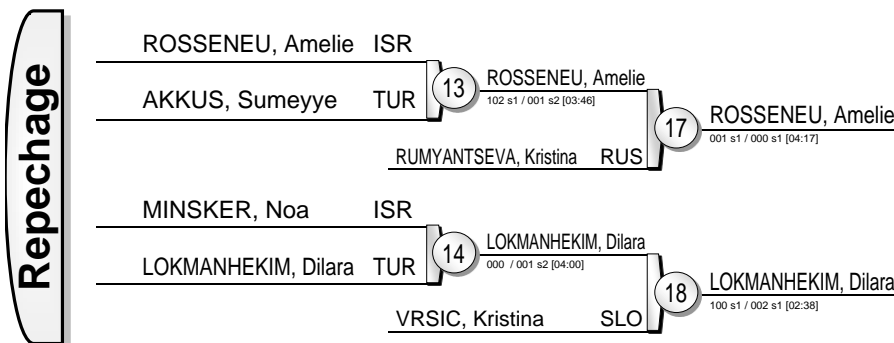 Repechage
ROSSENEU, Amelie ISR
AKKUS, Sumeyye TUR
13
ROSSENEU, Amelie
102 s1 / 001 s2 [03:46]
RUMYANTSEVA, Kristina RUS
17
ROSSENEU, Amelie
001 s1 / 000 s1 [04:17]
MINSKER, Noa ISR
LOKMANHEKIM, Dilara TUR
14
LOKMANHEKIM, Dilara
000 / 001 s2 [04:00]
VRSIC, Kristina SLO
18
LOKMANHEKIM, Dilara
100 s1 / 002 s1 [02:38]